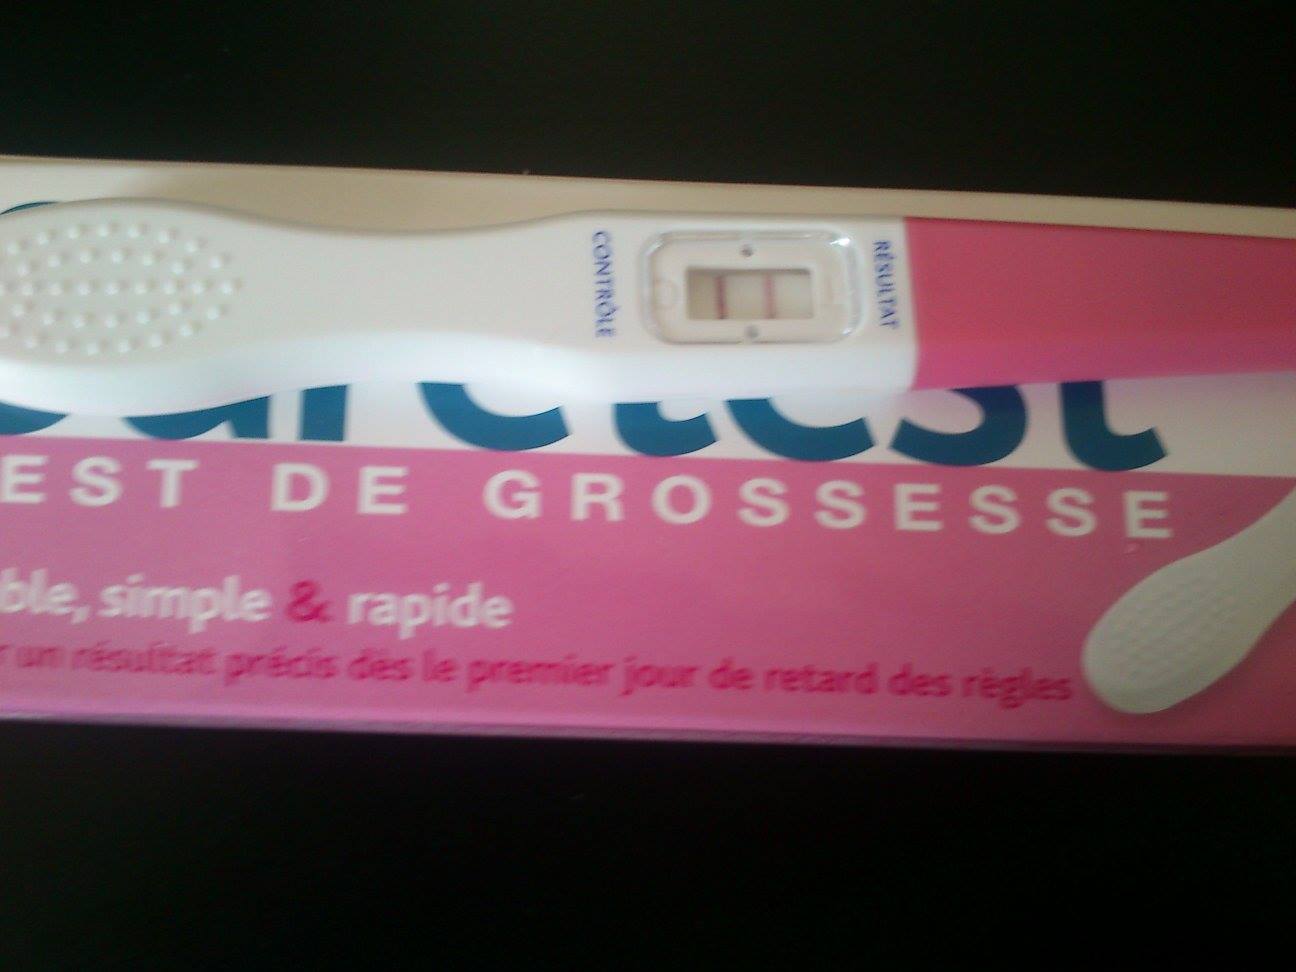 CONTRÔLE
RÉSULTAT
EST DE GROSSESSE
ble, simple & rapide
r un résultat précis dès le premier jour de retard des règles